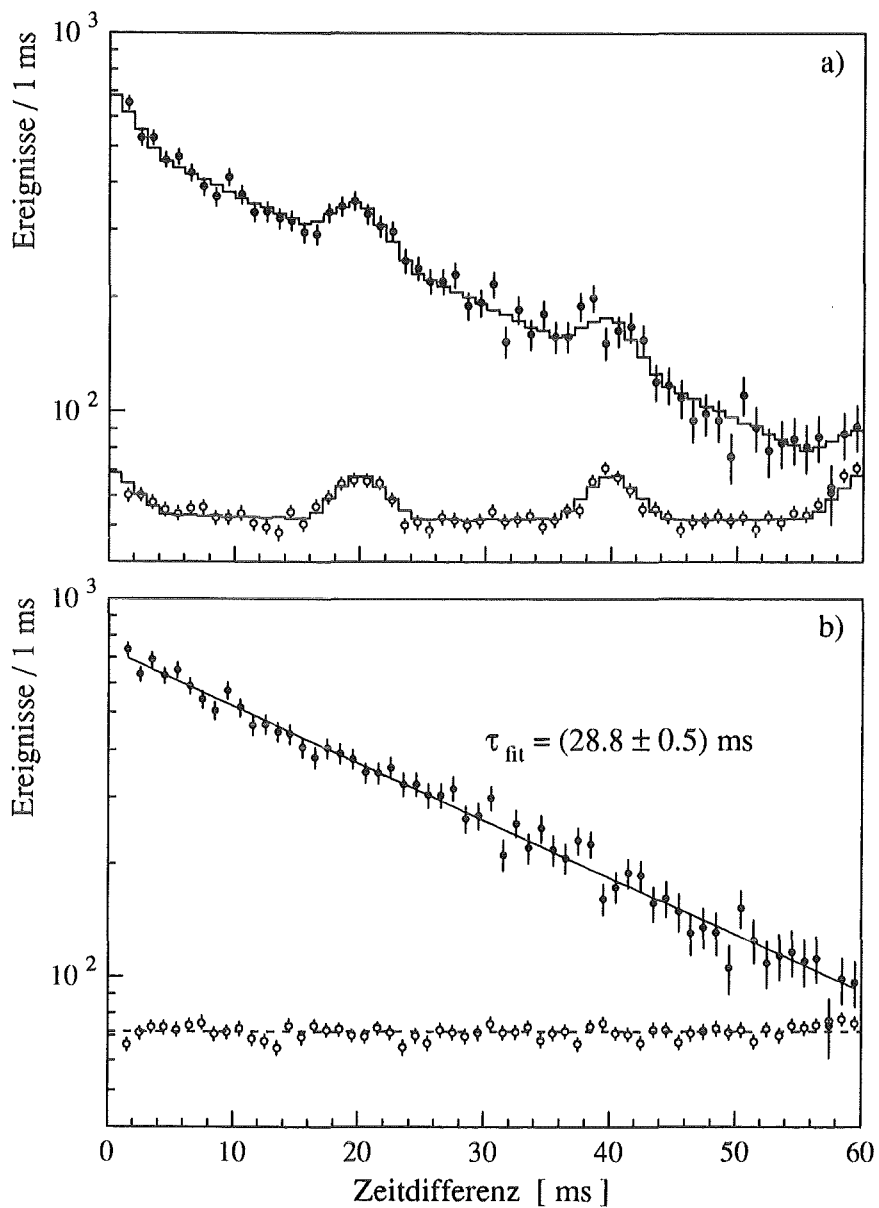 10³
a)
Ereignisse / 1 ms
10²
10³
b)
Ereignisse / 1 ms
τ fit = (28.8 ± 0.5) ms
10²
0 10 20 30 40 50 60
Zeitdifferenz [ ms ]